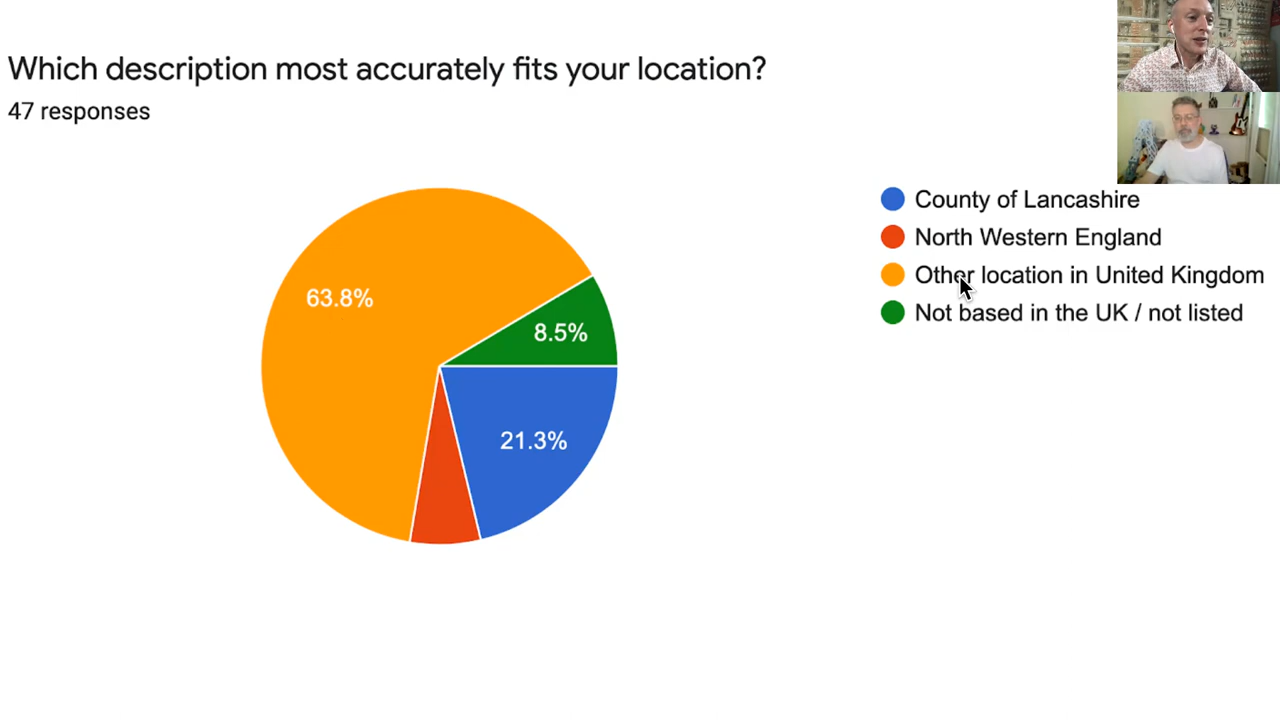 Which description most accurately fits your location?
47 responses
County of Lancashire
North Western England
Other location in United Kingdom
Not based in the UK / not listed
63.8%
8.5%
21.3%